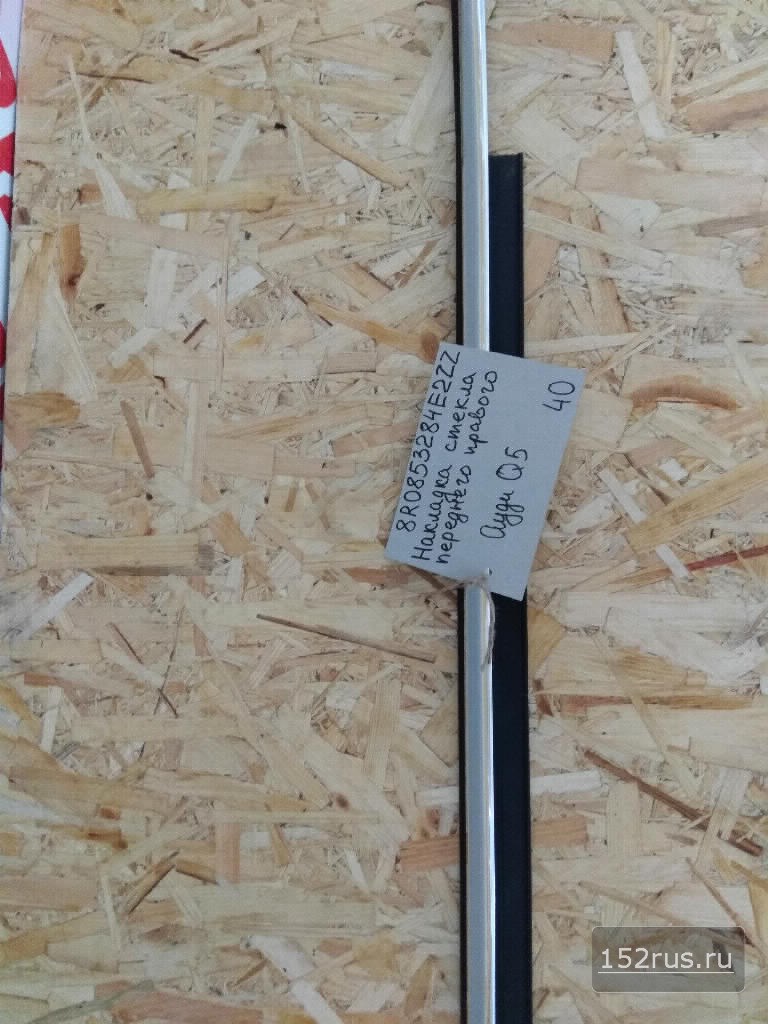 8R0853284E2ZZ
Накладка стекла
переднего правого
Ауди Q5
40
152rus.ru